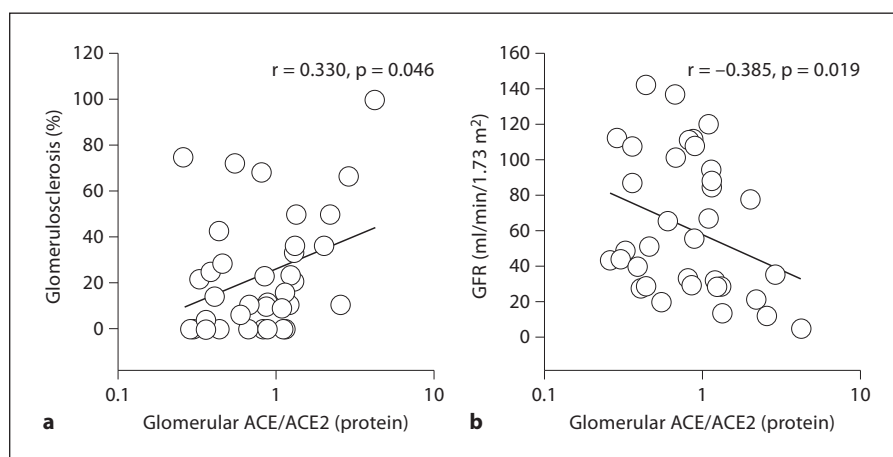 r = 0.330, p = 0.046
Glomerulosclerosis (%)
120
100
80
60
40
20
0
0.1
1
10
Glomerular ACE/ACE2 (protein)
a
r = –0.385, p = 0.019
GFR (ml/min/1.73 m²)
160
140
120
100
80
60
40
20
0
0.1
1
10
Glomerular ACE/ACE2 (protein)
b